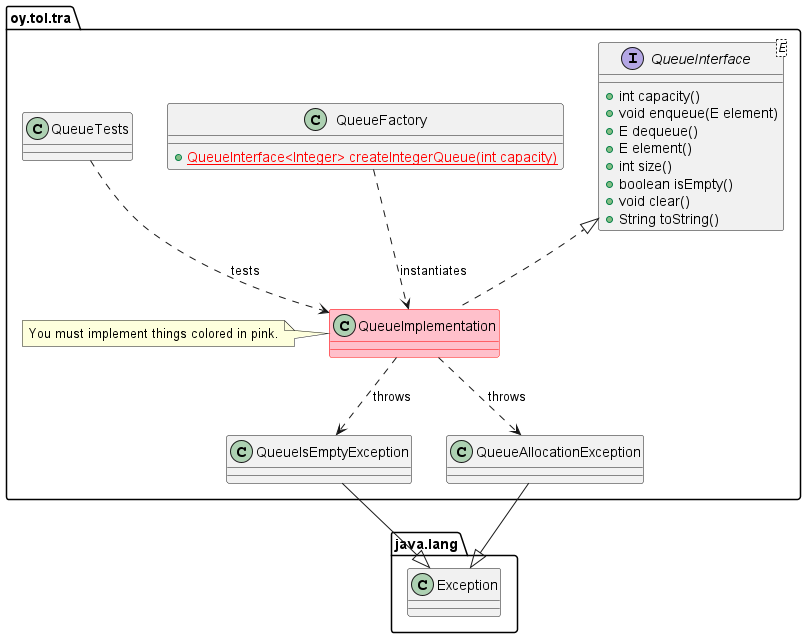 oy.tol.tra
I QueueInterface E
int capacity()
void enqueue(E element)
E dequeue()
E element()
int size()
boolean isEmpty()
void clear()
String toString()
C QueueTests
C QueueFactory
QueueInterface<Integer> createIntegerQueue(int capacity)
tests
instantiates
You must implement things colored in pink.
C QueueImplementation
throws
throws
C QueueIsEmptyException
C QueueAllocationException
java.lang
C Exception